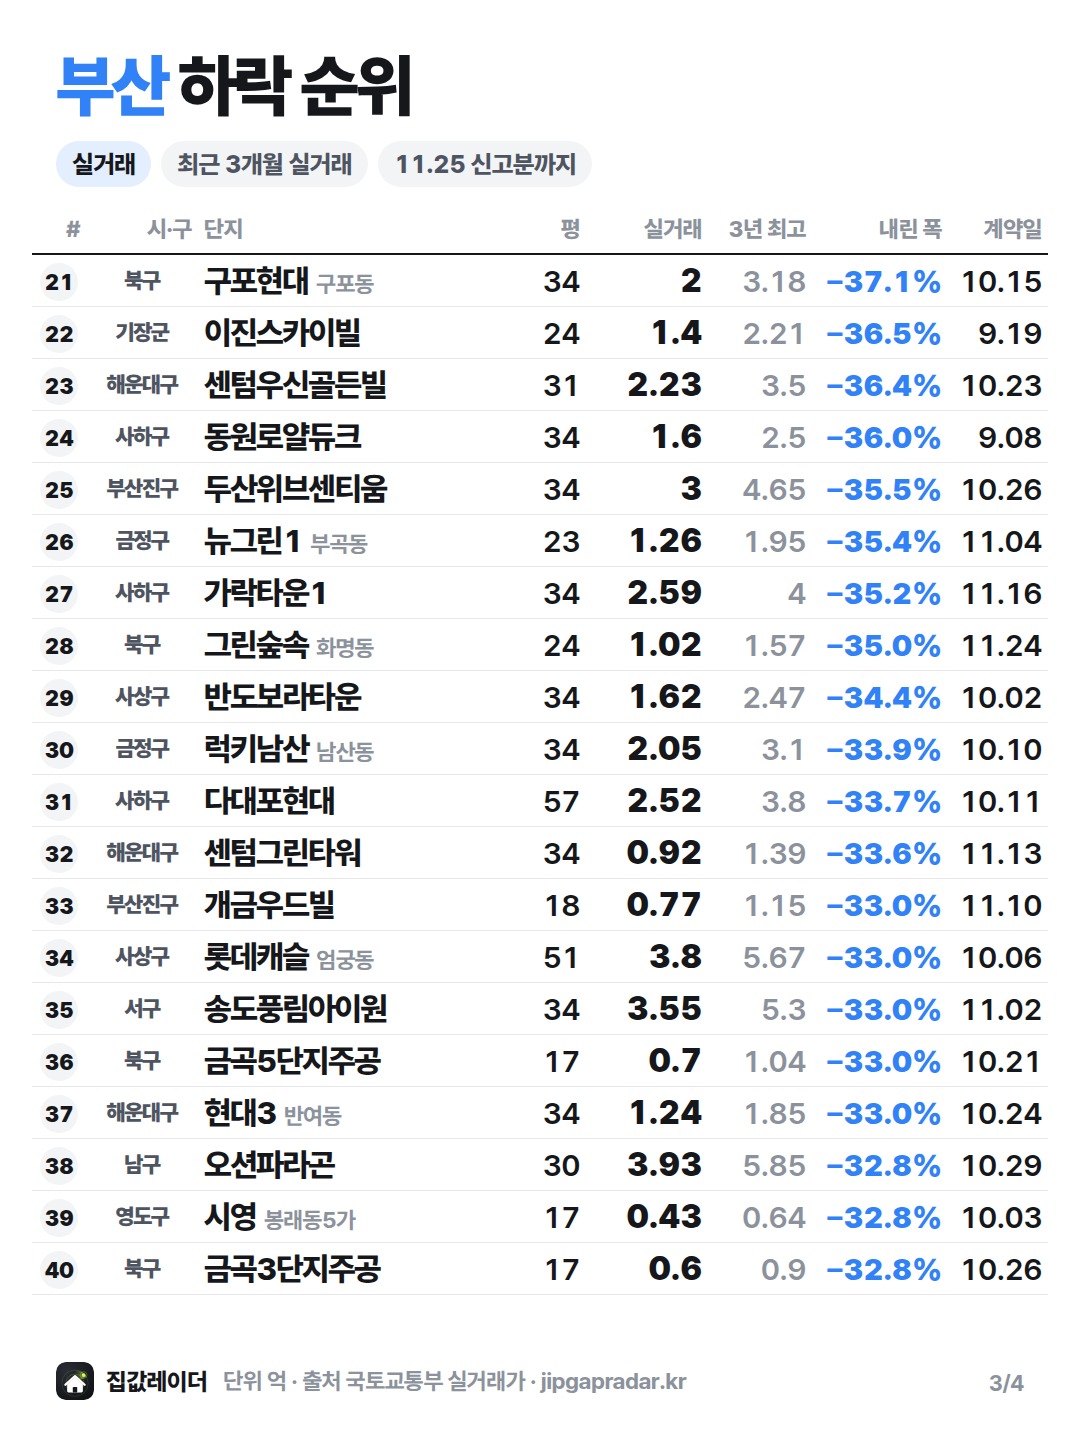 부산 하락 순위
실거래 최근 3개월 실거래 11.25 신고분까지
# 시·구 단지 평 실거래 3년 최고 내린 폭 계약일
21 북구 구포현대 구포동 34 2 3.18 −37.1% 10.15
22 기장군 이진스카이빌 24 1.4 2.21 −36.5% 9.19
23 해운대구 센텀우신골든빌 31 2.23 3.5 −36.4% 10.23
24 사하구 동원로얄듀크 34 1.6 2.5 −36.0% 9.08
25 부산진구 두산위브센티움 34 3 4.65 −35.5% 10.26
26 금정구 뉴그린1 부곡동 23 1.26 1.95 −35.4% 11.04
27 사하구 가락타운1 34 2.59 4 −35.2% 11.16
28 북구 그린숲속 화명동 24 1.02 1.57 −35.0% 11.24
29 사상구 반도보라타운 34 1.62 2.47 −34.4% 10.02
30 금정구 럭키남산 남산동 34 2.05 3.1 −33.9% 10.10
31 사하구 다대포현대 57 2.52 3.8 −33.7% 10.11
32 해운대구 센텀그린타워 34 0.92 1.39 −33.6% 11.13
33 부산진구 개금우드빌 18 0.77 1.15 −33.0% 11.10
34 사상구 롯데캐슬 엄궁동 51 3.8 5.67 −33.0% 10.06
35 서구 송도풍림아이원 34 3.55 5.3 −33.0% 11.02
36 북구 금곡5단지주공 17 0.7 1.04 −33.0% 10.21
37 해운대구 현대3 반여동 34 1.24 1.85 −33.0% 10.24
38 남구 오션파라곤 30 3.93 5.85 −32.8% 10.29
39 영도구 시영 봉래동5가 17 0.43 0.64 −32.8% 10.03
40 북구 금곡3단지주공 17 0.6 0.9 −32.8% 10.26
집값레이더 단위 억 · 출처 국토교통부 실거래가 · jipgapradar.kr 3/4